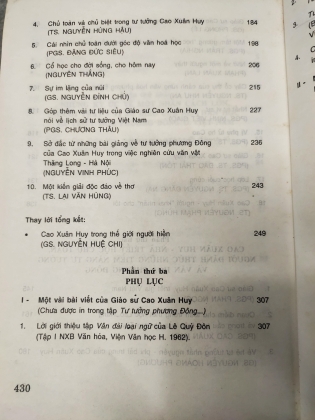 4. Chủ toàn và chủ biệt trong tư tưởng Cao Xuân Huy 184
(TS. NGUYỄN HÙNG HẬU)
5. Cái nhìn chủ toàn dưới góc độ văn hoá học 198
(PGS. ĐẶNG ĐỨC SIÊU)
6. Cổ học cho đời sống, cho hôm nay 206
(NGUYÊN THẮNG)
7. Sự im lặng của núi 215
(GS. NGUYỄN ĐÌNH CHÚ)
8. Góp thêm vài tư liệu của Giáo sư Cao Xuân Huy 227
nói về lịch sử tư tưởng Việt Nam
(PGS. CHƯƠNG THÂU)
9. Sở đắc từ những bài giảng về tư tưởng phương Đông 236
của Cao Xuân Huy trong việc nghiên cứu văn vật
Thăng Long - Hà Nội
(NGUYỄN VINH PHÚC)
10. Một kiến giải độc đáo về thơ 243
(TS. LẠI VĂN HÙNG)
Thay lời tổng kết:
• Cao Xuân Huy trong thế giới người hiền 249
(GS. NGUYỄN HUỆ CHI)
Phần thứ ba
PHỤ LỤC
I - Một vài bài viết của Giáo sư Cao Xuân Huy 307
(Chưa được in trong tập Tư tưởng phương Đông...)
1. Lời giới thiệu tập Vân đài loại ngữ của Lê Quý Đôn 307
(Tập I NXB Văn hóa, Viện Văn học H. 1962).
430